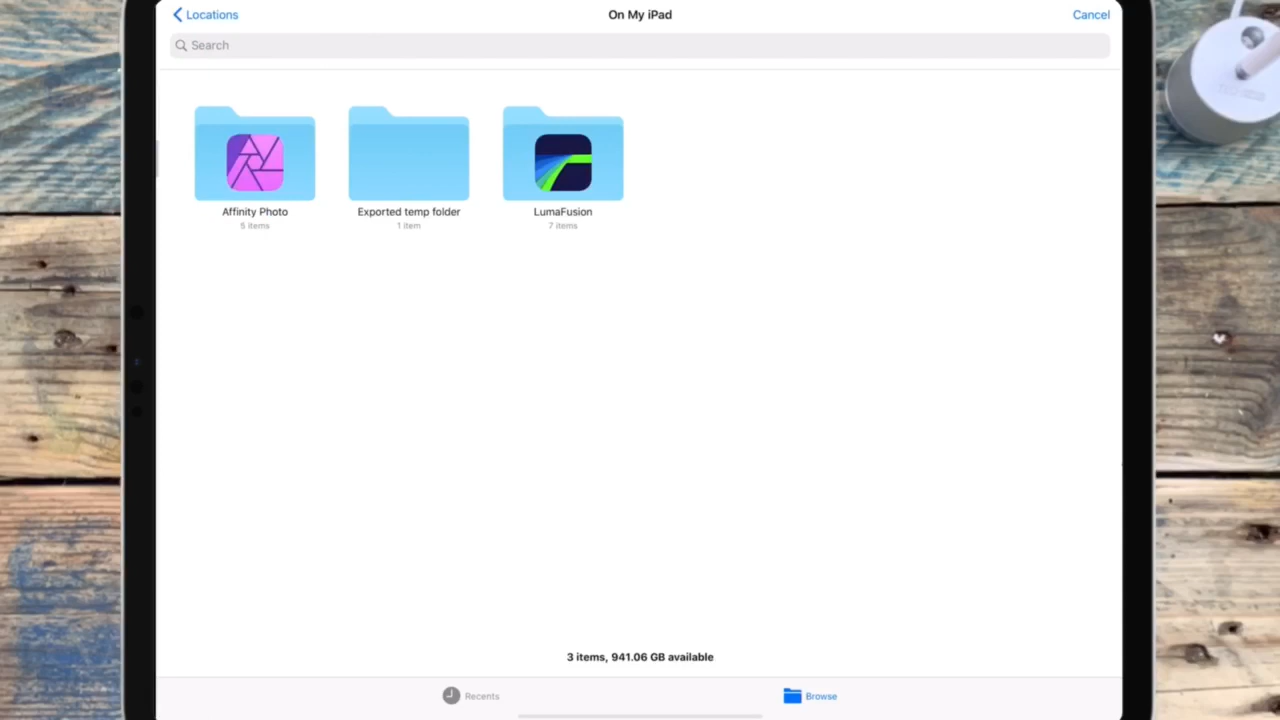 Locations
On My iPad
Cancel
Search
Affinity Photo
5 items
Exported temp folder
1 item
LumaFusion
7 items
3 items, 941.06 GB available
Recents
Browse